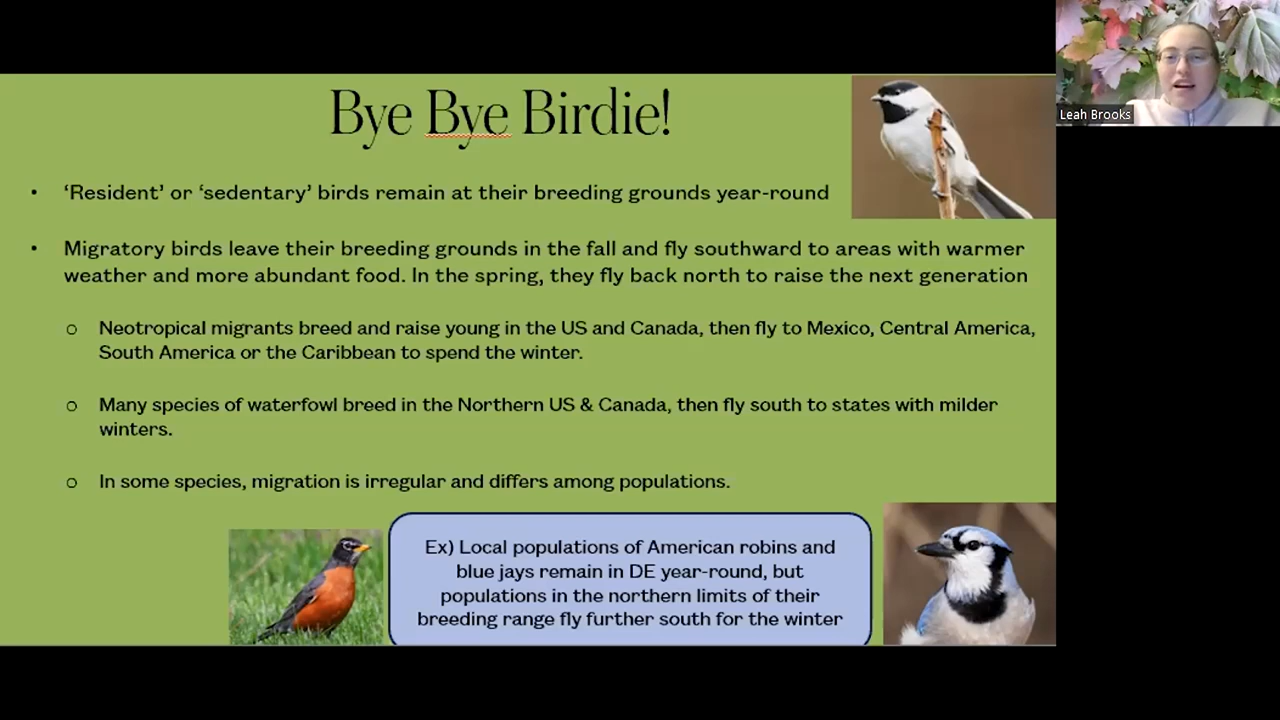 Bye Bye Birdie!
• 'Resident' or 'sedentary' birds remain at their breeding grounds year-round
• Migratory birds leave their breeding grounds in the fall and fly southward to areas with warmer
weather and more abundant food. In the spring, they fly back north to raise the next generation
o Neotropical migrants breed and raise young in the US and Canada, then fly to Mexico, Central America,
South America or the Caribbean to spend the winter.
o Many species of waterfowl breed in the Northern US & Canada, then fly south to states with milder
winters.
o In some species, migration is irregular and differs among populations.
Ex) Local populations of American robins and
blue jays remain in DE year-round, but
populations in the northern limits of their
breeding range fly further south for the winter
Leah Brooks